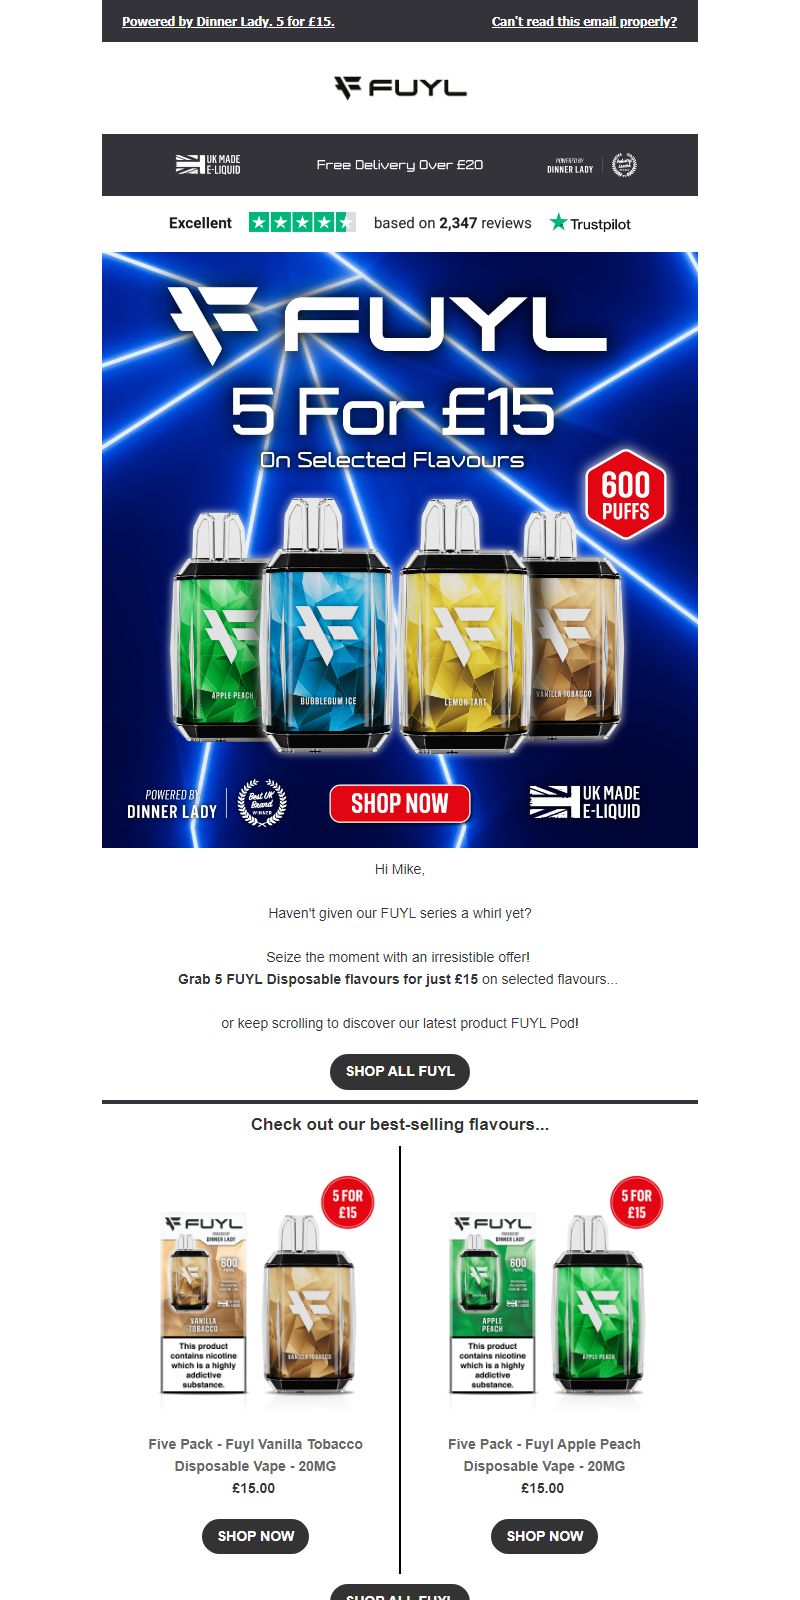 Powered by Dinner Lady. 5 for £15.
Can't read this email properly?
FUYL
UK MADE
E-LIQUID
Free Delivery Over £20
POWERED BY
DINNER LADY
Excellent
based on 2,347 reviews
Trustpilot
FUYL
5 For £15
On Selected Flavours
600
PUFFS
APPLE PEACH
BUBBLEGUM ICE
LEMON TART
VANILLA TOBACCO
POWERED BY
DINNER LADY
Best UK
Brand
WINNER
SHOP NOW
UK MADE
E-LIQUID
Hi Mike,
Haven't given our FUYL series a whirl yet?
Seize the moment with an irresistible offer!
Grab 5 FUYL Disposable flavours for just £15 on selected flavours...
or keep scrolling to discover our latest product FUYL Pod!
SHOP ALL FUYL
Check out our best-selling flavours...
5 FOR
£15
FUYL
POWERED BY
DINNER LADY
600
PUFFS
VANILLA
TOBACCO
This product
contains nicotine
which is a highly
addictive
substance.
VANILLA TOBACCO
Five Pack - Fuyl Vanilla Tobacco
Disposable Vape - 20MG
£15.00
SHOP NOW
5 FOR
£15
FUYL
POWERED BY
DINNER LADY
600
PUFFS
APPLE
PEACH
This product
contains nicotine
which is a highly
addictive
substance.
APPLE PEACH
Five Pack - Fuyl Apple Peach
Disposable Vape - 20MG
£15.00
SHOP NOW
SHOP ALL FUYL